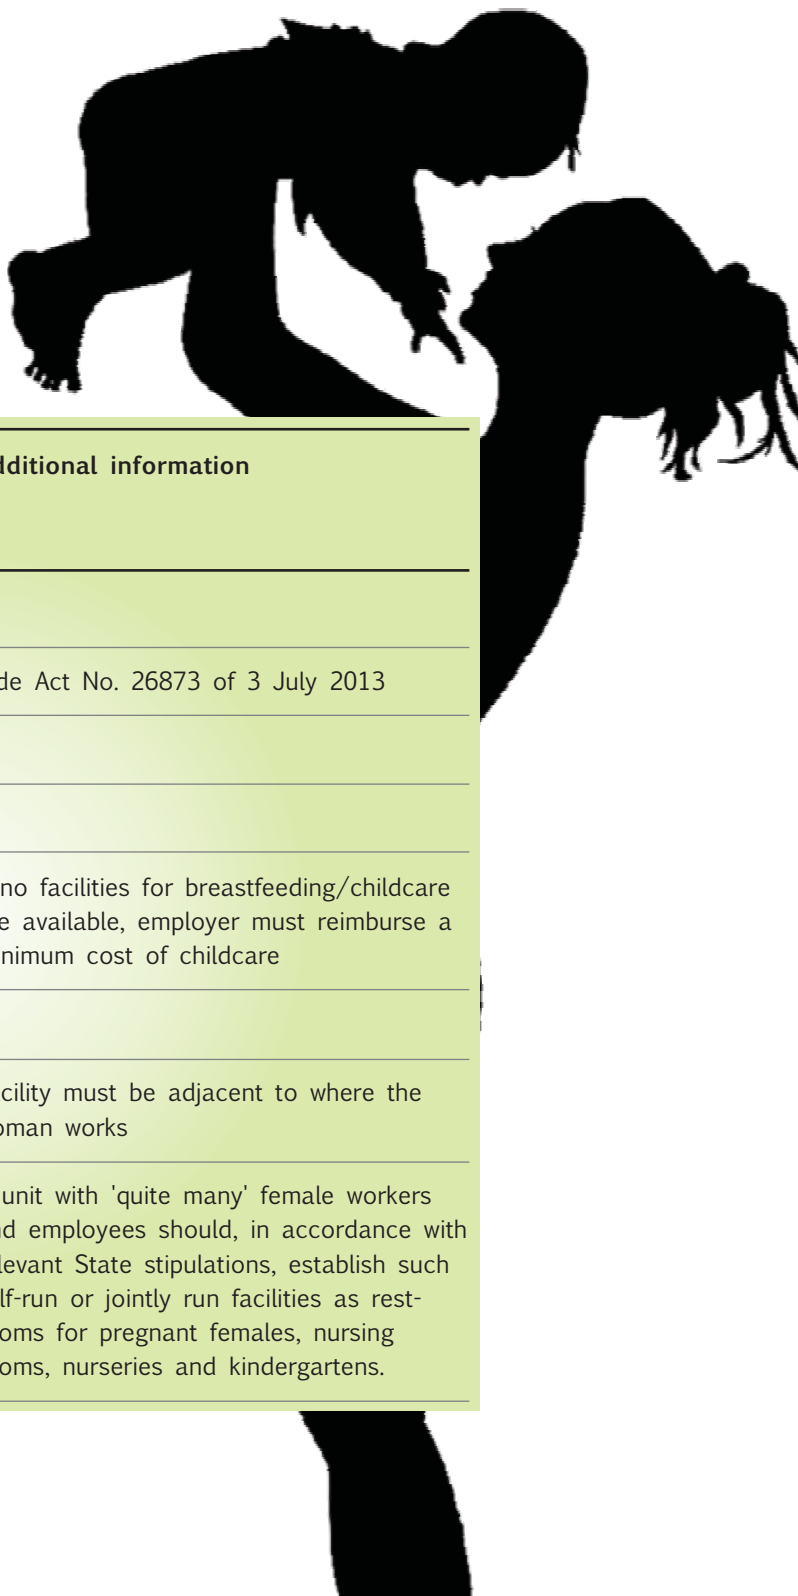 dditional information
de Act No. 26873 of 3 July 2013
no facilities for breastfeeding/childcare
e available, employer must reimburse a
nimum cost of childcare
cility must be adjacent to where the
oman works
unit with 'quite many' female workers
d employees should, in accordance with
levant State stipulations, establish such
lf-run or jointly run facilities as rest-
oms for pregnant females, nursing
oms, nurseries and kindergartens.